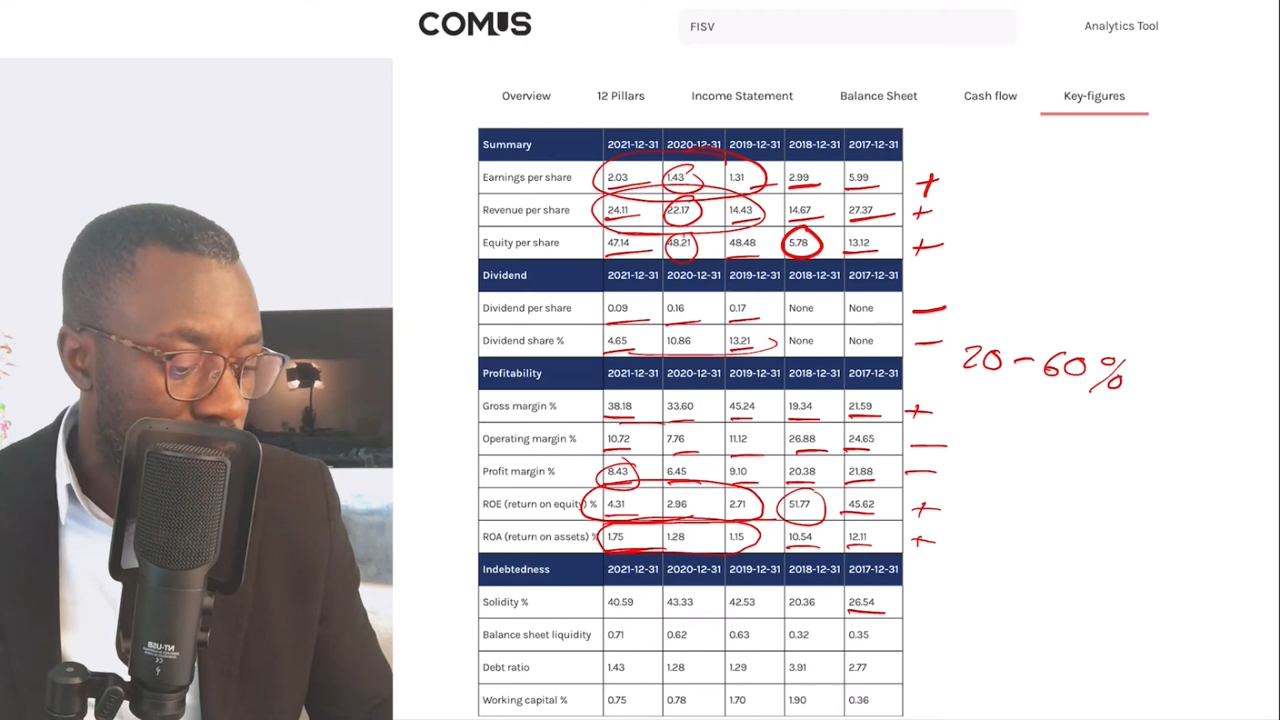 COMUS
FISV
Analytics Tool
Overview 12 Pillars Income Statement Balance Sheet Cash flow Key-figures
Summary 2021-12-31 2020-12-31 2019-12-31 2018-12-31 2017-12-31
Earnings per share 2.03 1.43 1.31 2.99 5.99 +
Revenue per share 24.11 22.17 14.43 14.67 27.37 +
Equity per share 47.14 48.21 48.48 5.78 13.12 +
Dividend 2021-12-31 2020-12-31 2019-12-31 2018-12-31 2017-12-31
Dividend per share 0.09 0.16 0.17 None None −
Dividend share % 4.65 10.86 13.21 None None −
20 - 60 %
Profitability 2021-12-31 2020-12-31 2019-12-31 2018-12-31 2017-12-31
Gross margin % 38.18 33.60 45.24 19.34 21.59 +
Operating margin % 10.72 7.76 11.12 26.88 24.65 −
Profit margin % 8.43 6.45 9.10 20.38 21.88 −
ROE (return on equity) % 4.31 2.96 2.71 51.77 45.62 +
ROA (return on assets) % 1.75 1.28 1.15 10.54 12.11 +
Indebtedness 2021-12-31 2020-12-31 2019-12-31 2018-12-31 2017-12-31
Solidity % 40.59 43.33 42.53 20.36 26.54
Balance sheet liquidity 0.71 0.62 0.63 0.32 0.35
Debt ratio 1.43 1.28 1.29 3.91 2.77
Working capital % 0.75 0.78 1.70 1.90 0.36
NT-USB